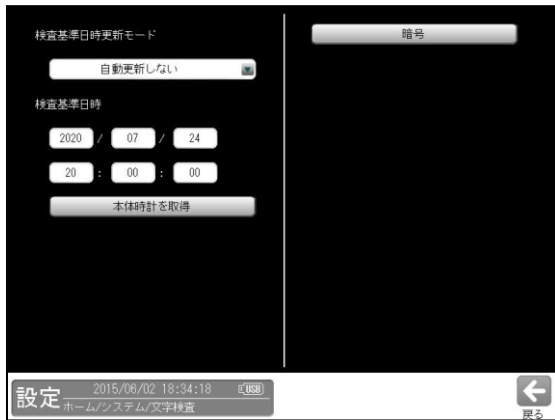 検査基準日時更新モード
自動更新しない
検査基準日時
2020 / 07 / 24
20 : 00 : 00
本体時計を取得
暗号
設定 2015/06/02 18:34:18 USB
ホーム/システム/文字検査
戻る